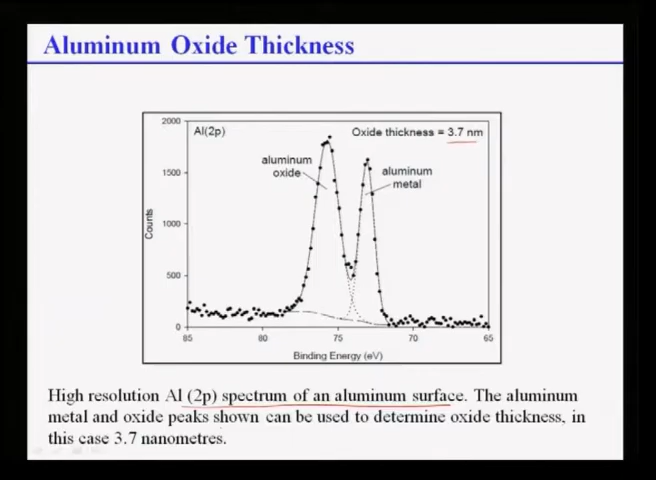 Aluminum Oxide Thickness
2000
Al(2p)
Oxide thickness = 3.7 nm
aluminum
oxide
aluminum
metal
1500
Counts
1000
500
0
85 80 75 70 65
Binding Energy (eV)
High resolution Al (2p) spectrum of an aluminum surface. The aluminum
metal and oxide peaks shown can be used to determine oxide thickness, in
this case 3.7 nanometres.